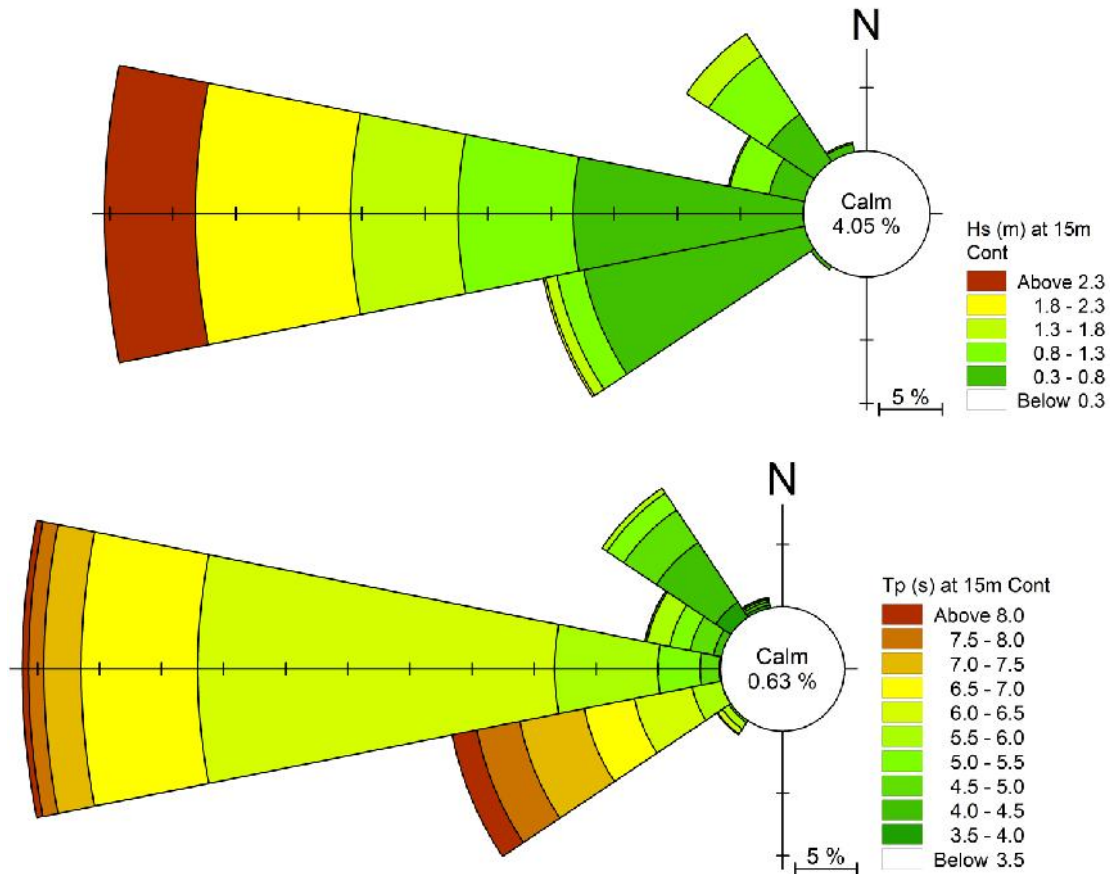 N
Calm
4.05 %
Hs (m) at 15m
Cont
Above 2.3
1.8 - 2.3
1.3 - 1.8
0.8 - 1.3
0.3 - 0.8
Below 0.3
5 %
N
Calm
0.63 %
Tp (s) at 15m Cont
Above 8.0
7.5 - 8.0
7.0 - 7.5
6.5 - 7.0
6.0 - 6.5
5.5 - 6.0
5.0 - 5.5
4.5 - 5.0
4.0 - 4.5
3.5 - 4.0
Below 3.5
5 %